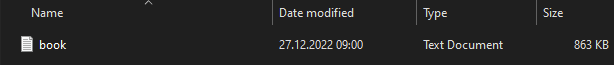 Name Date modified Type Size
book 27.12.2022 09:00 Text Document 863 KB